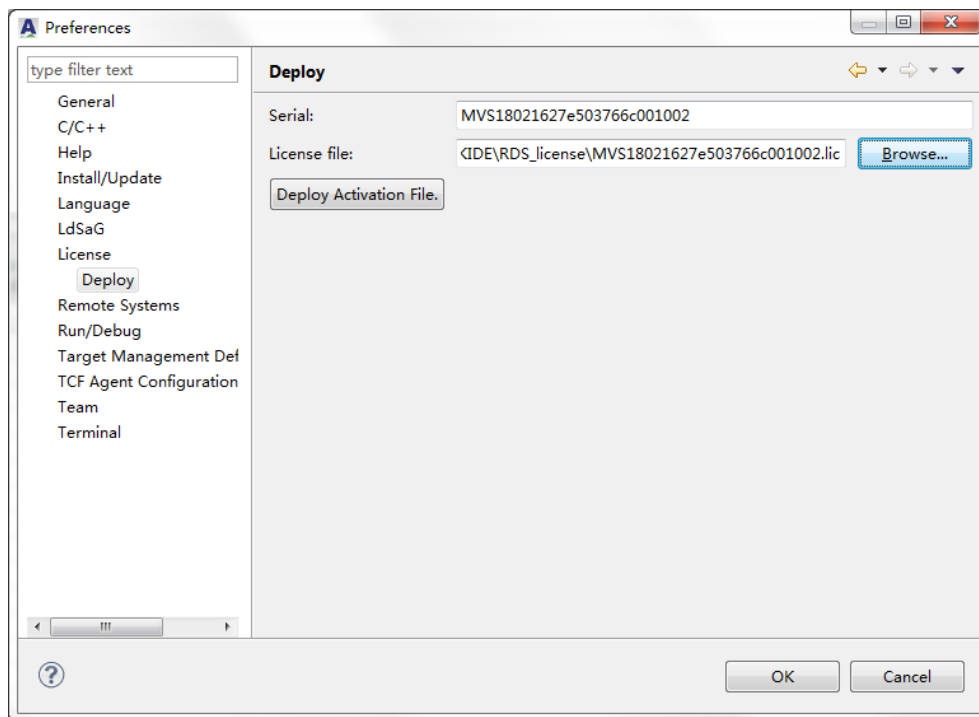 Preferences
type filter text
General
C/C++
Help
Install/Update
Language
LdSaG
License
Deploy
Remote Systems
Run/Debug
Target Management Def
TCF Agent Configuration
Team
Terminal
Deploy
Serial:
MVS18021627e503766c001002
License file:
IDE\RDS_license\MVS18021627e503766c001002.lic
Browse...
Deploy Activation File.
OK
Cancel